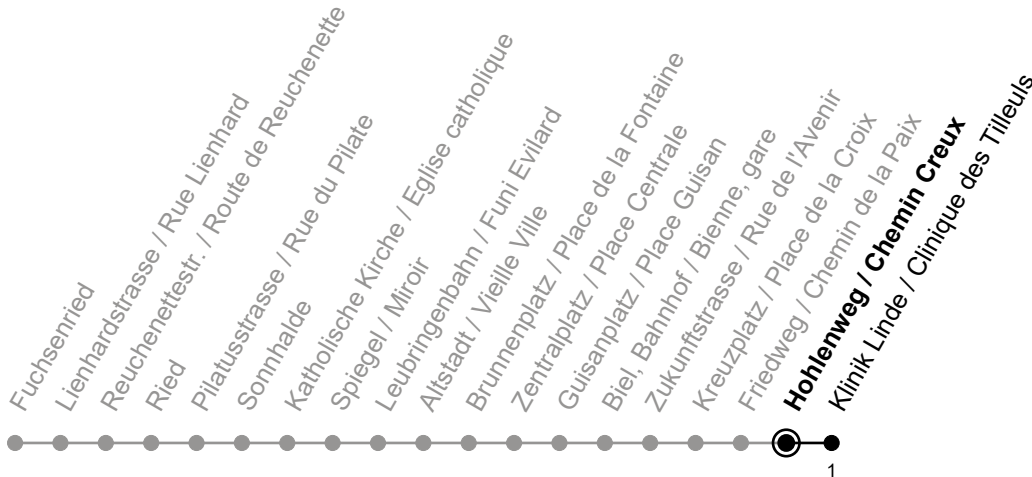 Fuchsenried
Lienhardstrasse / Rue Lienhard
Reuchenettestr. / Route de Reuchenette
Ried
Pilatusstrasse / Rue du Pilate
Sonnhalde
Katholische Kirche / Eglise catholique
Spiegel / Miroir
Leubringenbahn / Funi Evilard
Altstadt / Vieille Ville
Brunnenplatz / Place de la Fontaine
Zentralplatz / Place Centrale
Guisanplatz / Place Guisan
Biel, Bahnhof / Bienne, gare
Zukunftstrasse / Rue de l'Avenir
Kreuzplatz / Place de la Croix
Friedweg / Chemin de la Paix
Hohlenweg / Chemin Creux
Klinik Linde / Clinique des Tilleuls
1